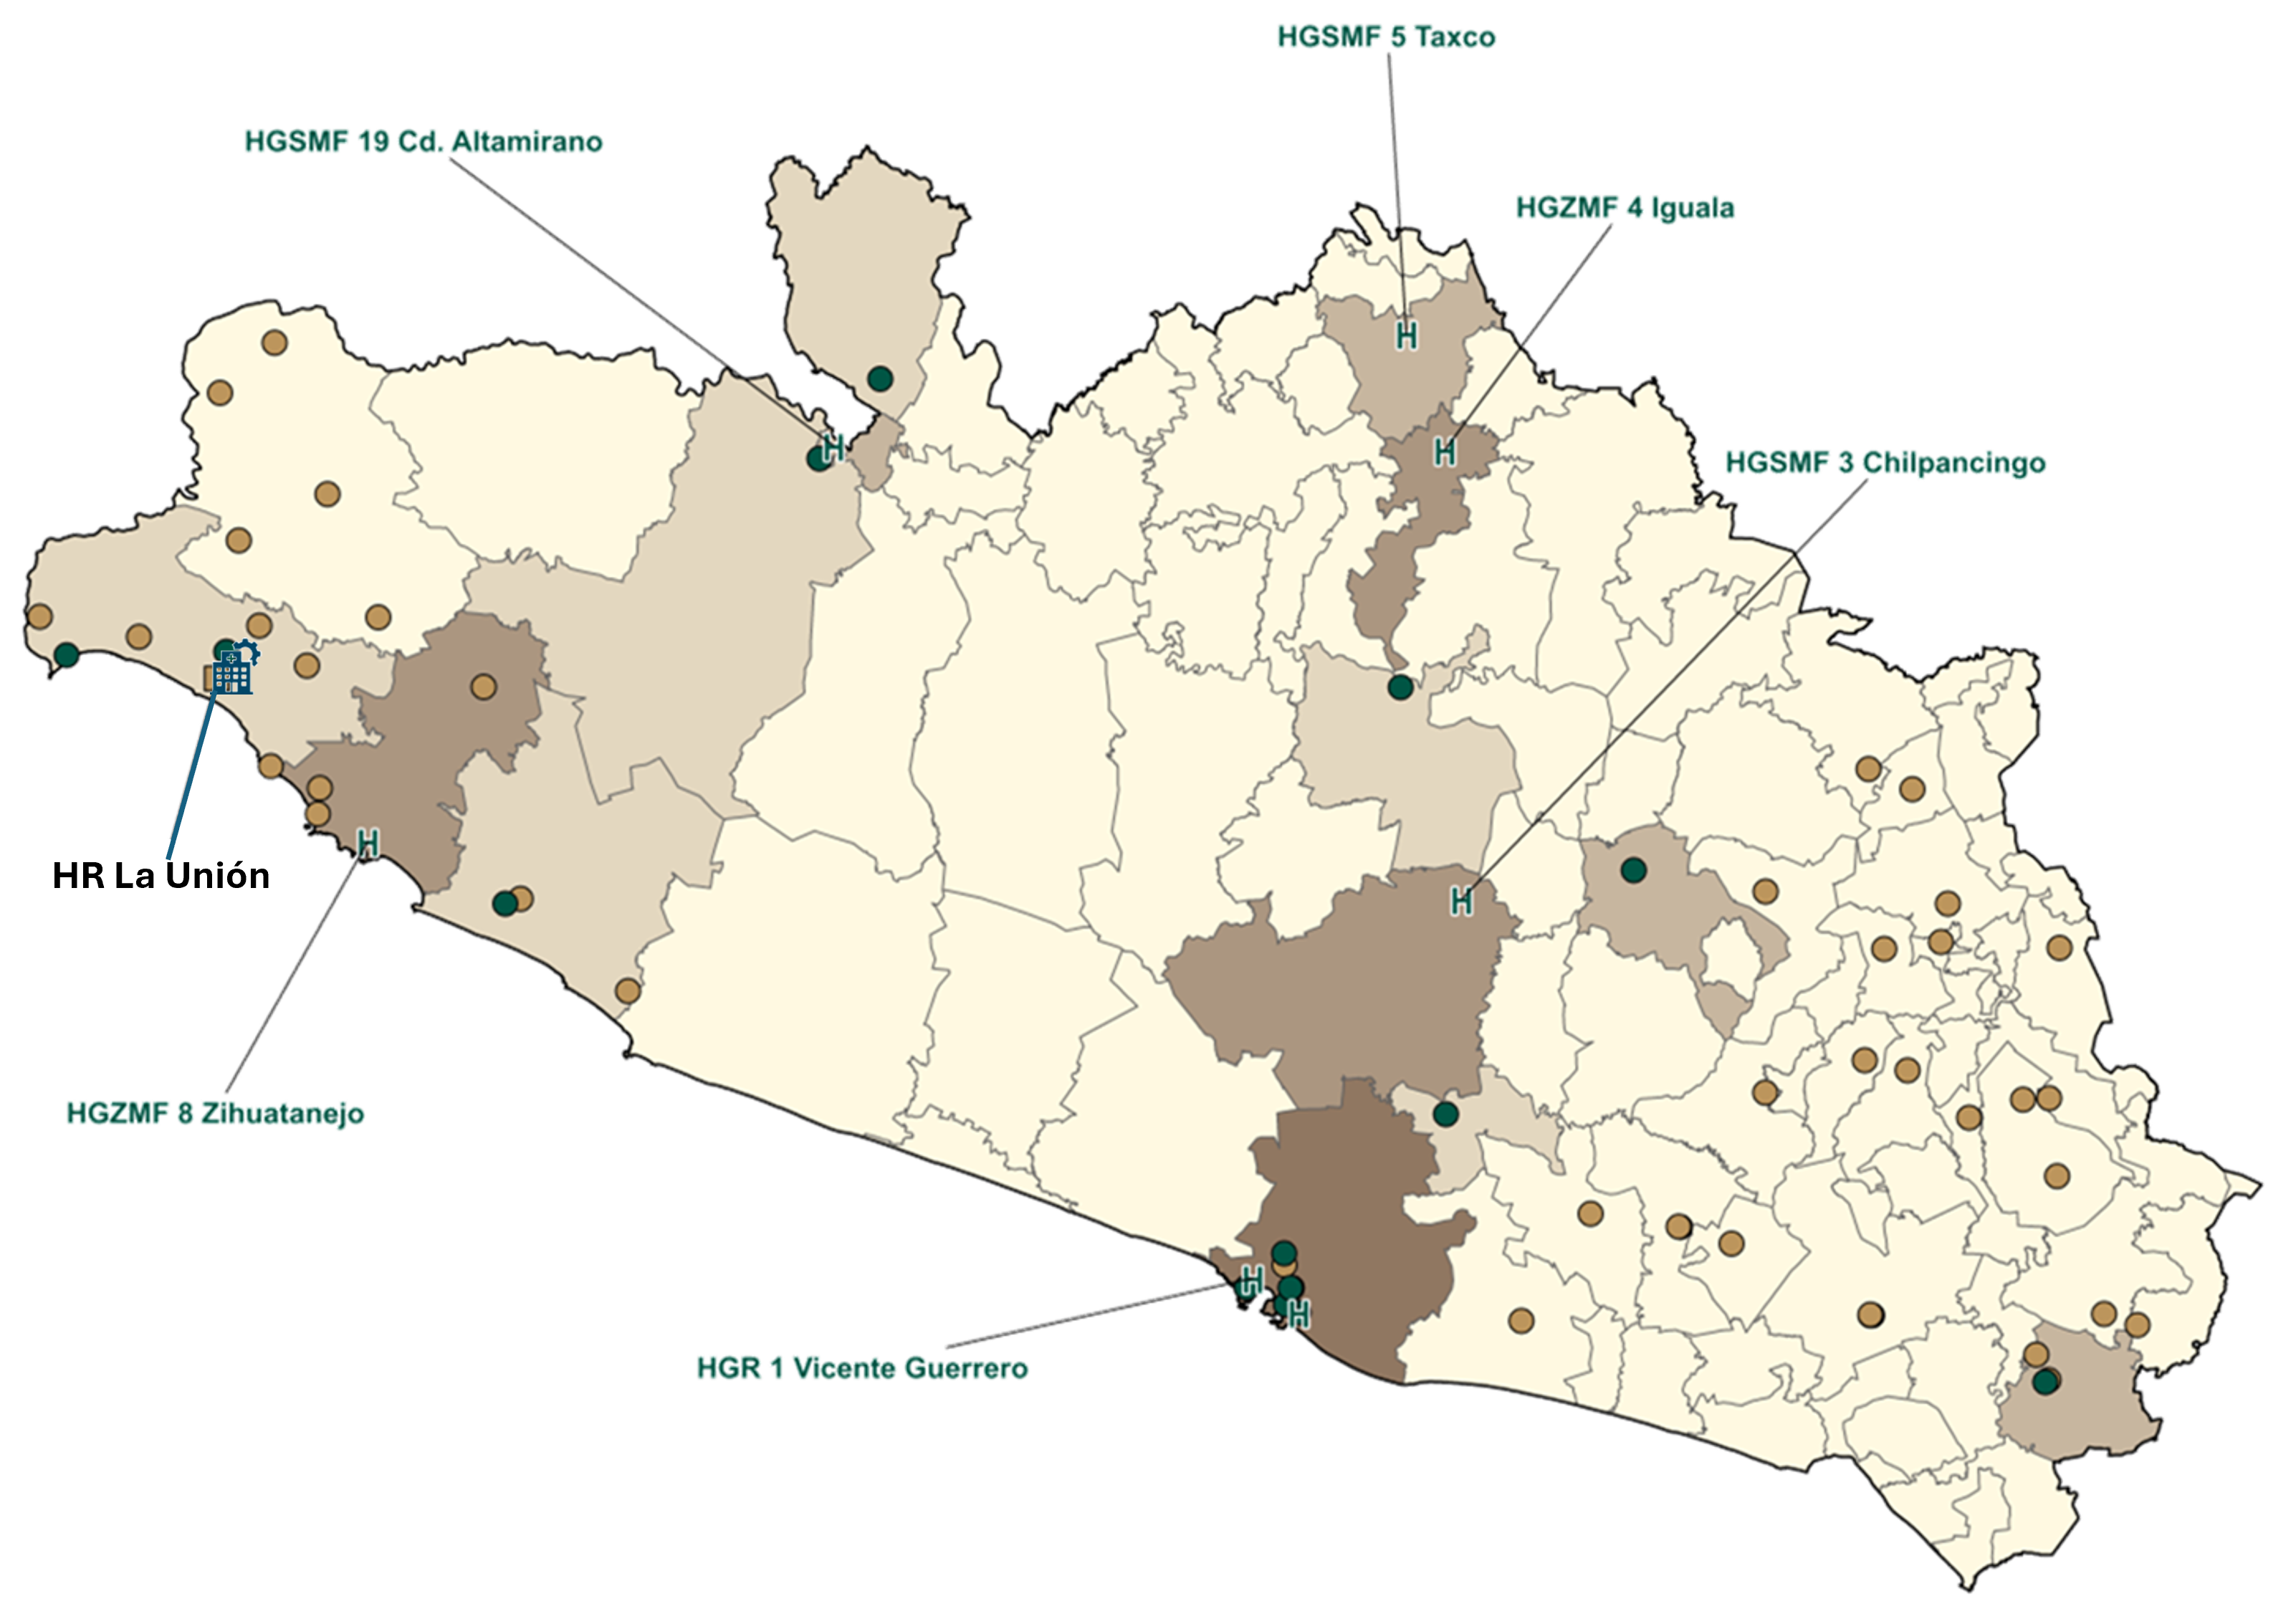 HGSMF 5 Taxco
HGSMF 19 Cd. Altamirano
HGZMF 4 Iguala
H
H
H
HGSMF 3 Chilpancingo
H
HR La Unión
H
HGZMF 8 Zihuatanejo
H
H
HGR 1 Vicente Guerrero